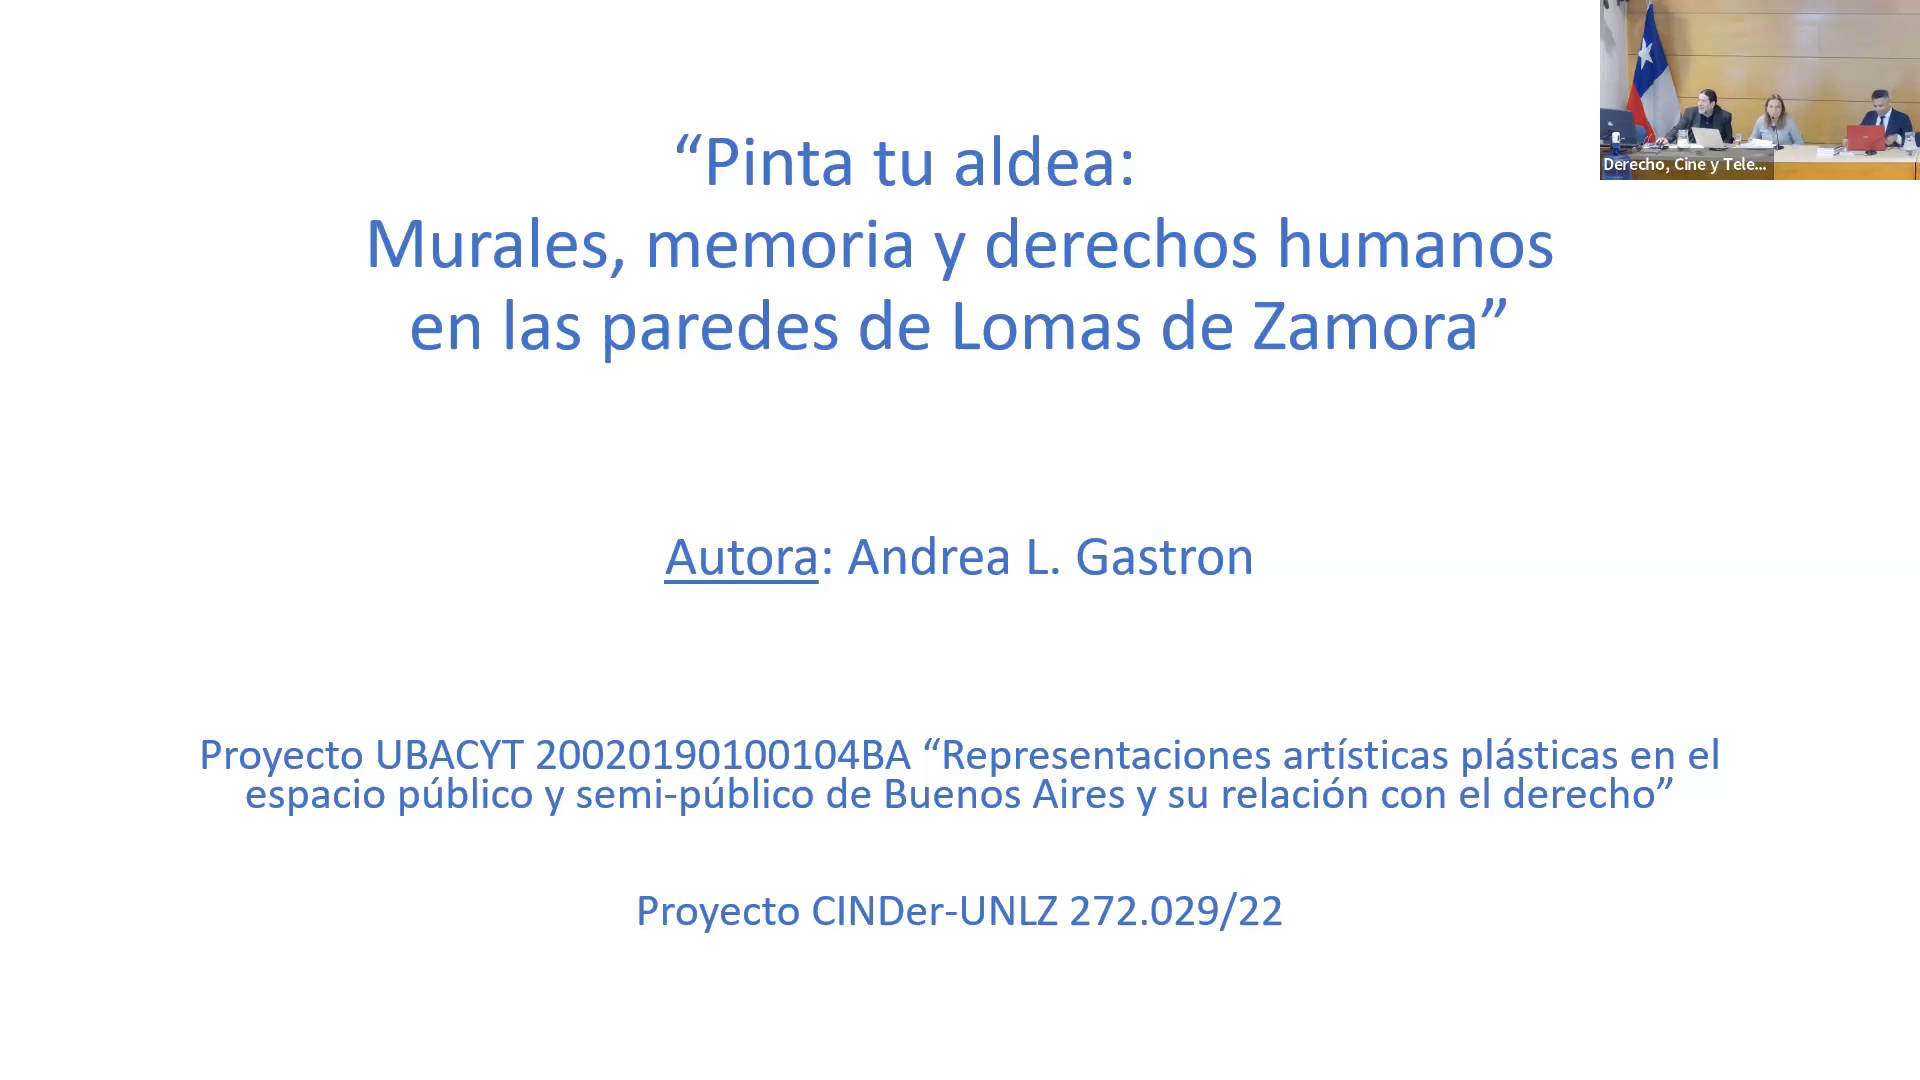 “Pinta tu aldea:
Murales, memoria y derechos humanos
en las paredes de Lomas de Zamora”
Autora: Andrea L. Gastron
Proyecto UBACYT 20020190100104BA “Representaciones artísticas plásticas en el
espacio público y semi-público de Buenos Aires y su relación con el derecho”
Proyecto CINDer-UNLZ 272.029/22
Derecho, Cine y Tele...